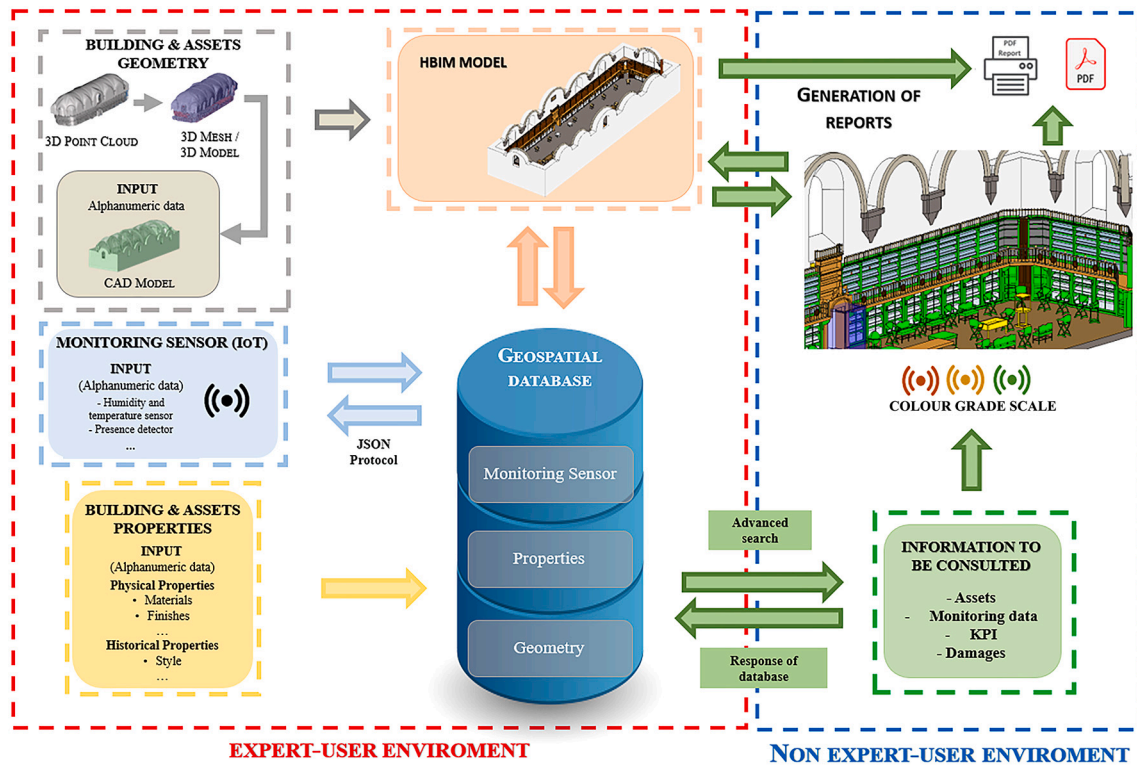 BUILDING & ASSETS
GEOMETRY
3D POINT CLOUD
3D MESH /
3D MODEL
INPUT
Alphanumeric data
CAD MODEL
HBIM MODEL
PDF
Report
PDF
GENERATION OF
REPORTS
MONITORING SENSOR (IOT)
INPUT
(Alphanumeric data)
- Humidity and
temperature sensor
- Presence detector
...
JSON
Protocol
GEOSPATIAL
DATABASE
Monitoring Sensor
Properties
Geometry
COLOUR GRADE SCALE
BUILDING & ASSETS
PROPERTIES
INPUT
(Alphanumeric data)
Physical Properties
• Materials
• Finishes
...
Historical Properties
• Style
...
Advanced
search
Response of
database
INFORMATION TO
BE CONSULTED
- Assets
- Monitoring data
- KPI
- Damages
EXPERT-USER ENVIROMENT
NON EXPERT-USER ENVIROMENT